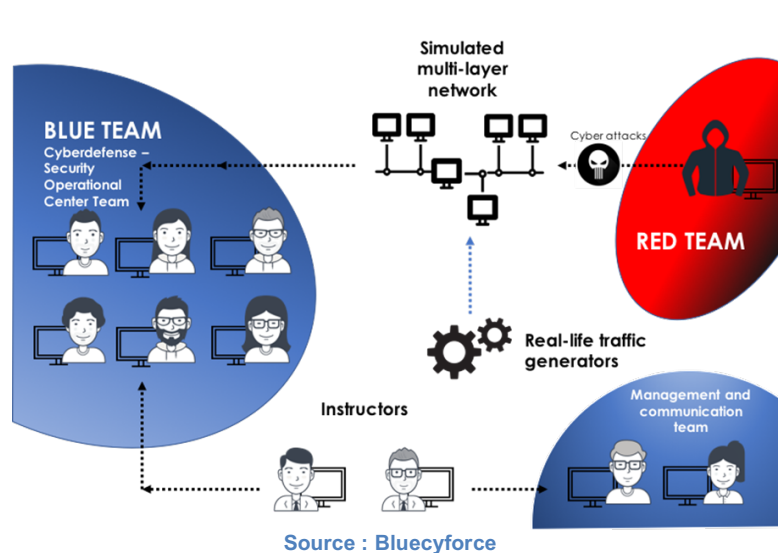 Simulated
multi-layer
network
BLUE TEAM
Cyberdefense –
Security
Operational
Center Team
Cyber attacks
RED TEAM
Real-life traffic
generators
Instructors
Management and
communication
team
Source : Bluecyforce